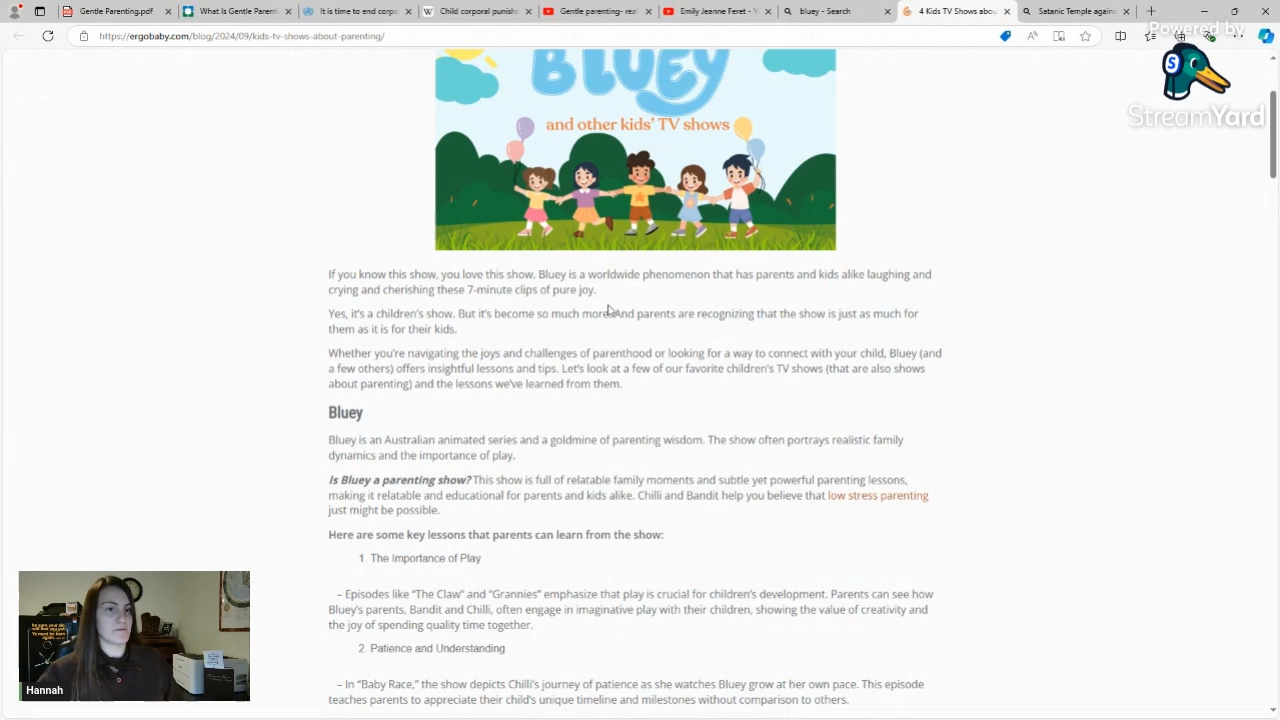 Gentle Parenting.pdf
What Is Gentle Parenti
It is time to end corpo
Child corporal punishm
Gentle parenting- real
Emily Jeanne Feret - Y
bluey - Search
4 Kids TV Shows abou
Satanic Temple agains
https://ergobaby.com/blog/2024/09/kids-tv-shows-about-parenting/
Powered by
StreamYard
BLUEY
and other kids' TV shows
If you know this show, you love this show. Bluey is a worldwide phenomenon that has parents and kids alike laughing and
crying and cherishing these 7-minute clips of pure joy.
Yes, it's a children's show. But it's become so much more. And parents are recognizing that the show is just as much for
them as it is for their kids.
Whether you're navigating the joys and challenges of parenthood or looking for a way to connect with your child, Bluey (and
a few others) offers insightful lessons and tips. Let's look at a few of our favorite children's TV shows (that are also shows
about parenting) and the lessons we've learned from them.
Bluey
Bluey is an Australian animated series and a goldmine of parenting wisdom. The show often portrays realistic family
dynamics and the importance of play.
Is Bluey a parenting show? This show is full of relatable family moments and subtle yet powerful parenting lessons,
making it relatable and educational for parents and kids alike. Chilli and Bandit help you believe that low stress parenting
just might be possible.
Here are some key lessons that parents can learn from the show:
1. The Importance of Play
– Episodes like "The Claw" and "Grannies" emphasize that play is crucial for children's development. Parents can see how
Bluey's parents, Bandit and Chilli, often engage in imaginative play with their children, showing the value of creativity and
the joy of spending quality time together.
2. Patience and Understanding
– In "Baby Race," the show depicts Chilli's journey of patience as she watches Bluey grow at her own pace. This episode
teaches parents to appreciate their child's unique timeline and milestones without comparison to others.
Hannah